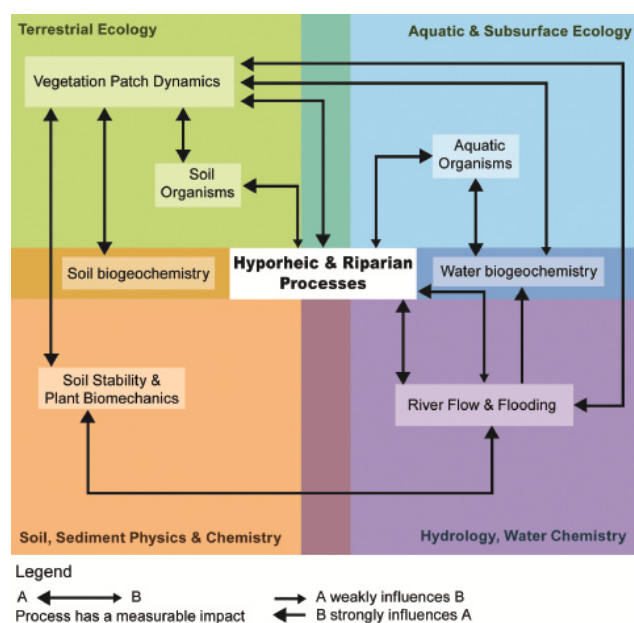 Terrestrial Ecology
Aquatic & Subsurface Ecology
Vegetation Patch Dynamics
Aquatic
Organisms
Soil
Organisms
Soil biogeochemistry
Hyporheic & Riparian
Processes
Water biogeochemistry
Soil Stability &
Plant Biomechanics
River Flow & Flooding
Soil, Sediment Physics & Chemistry
Hydrology, Water Chemistry
Legend
A B
Process has a measurable impact
A weakly influences B
B strongly influences A